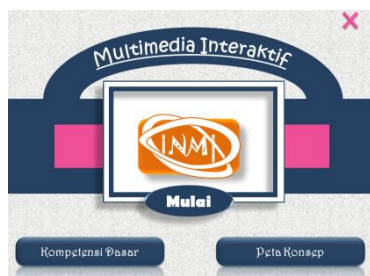 Multimedia Interaktif
INMI
Mulai
Kompetensi Dasar
Peta Konsep